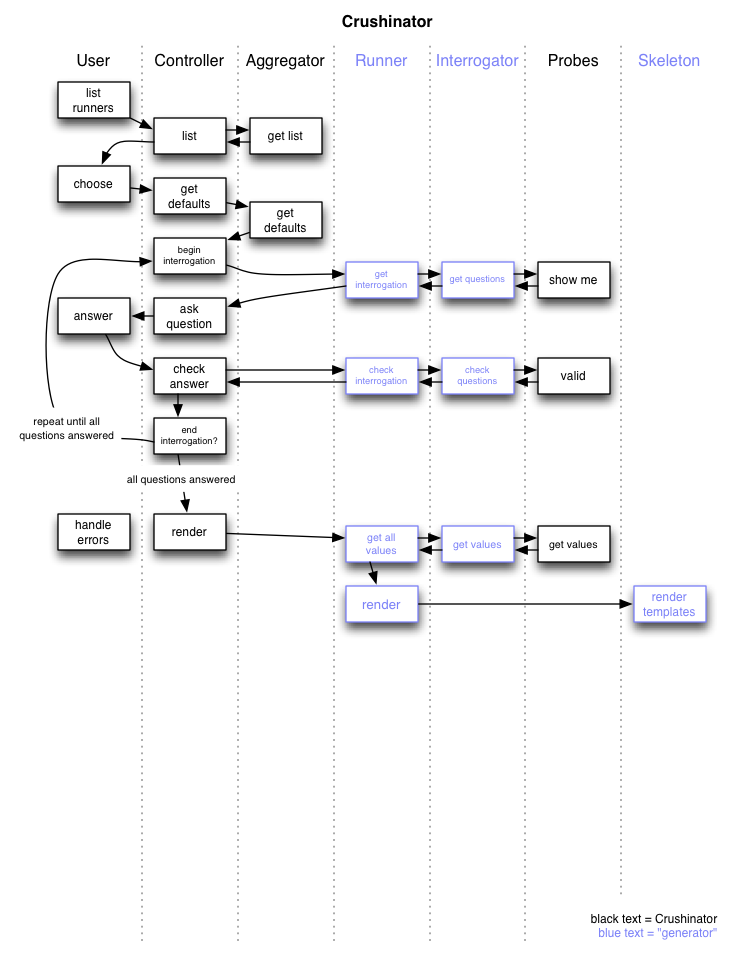 Crushinator
User Controller Aggregator Runner Interrogator Probes Skeleton
list
runners
list
get list
choose
get
defaults
get
defaults
begin
interrogation
get
interrogation
get questions
show me
answer
ask
question
check
answer
check
interrogation
check
questions
valid
repeat until all
questions answered
end
interrogation?
all questions answered
handle
errors
render
get all
values
get values
get values
render
render
templates
black text = Crushinator
blue text = "generator"